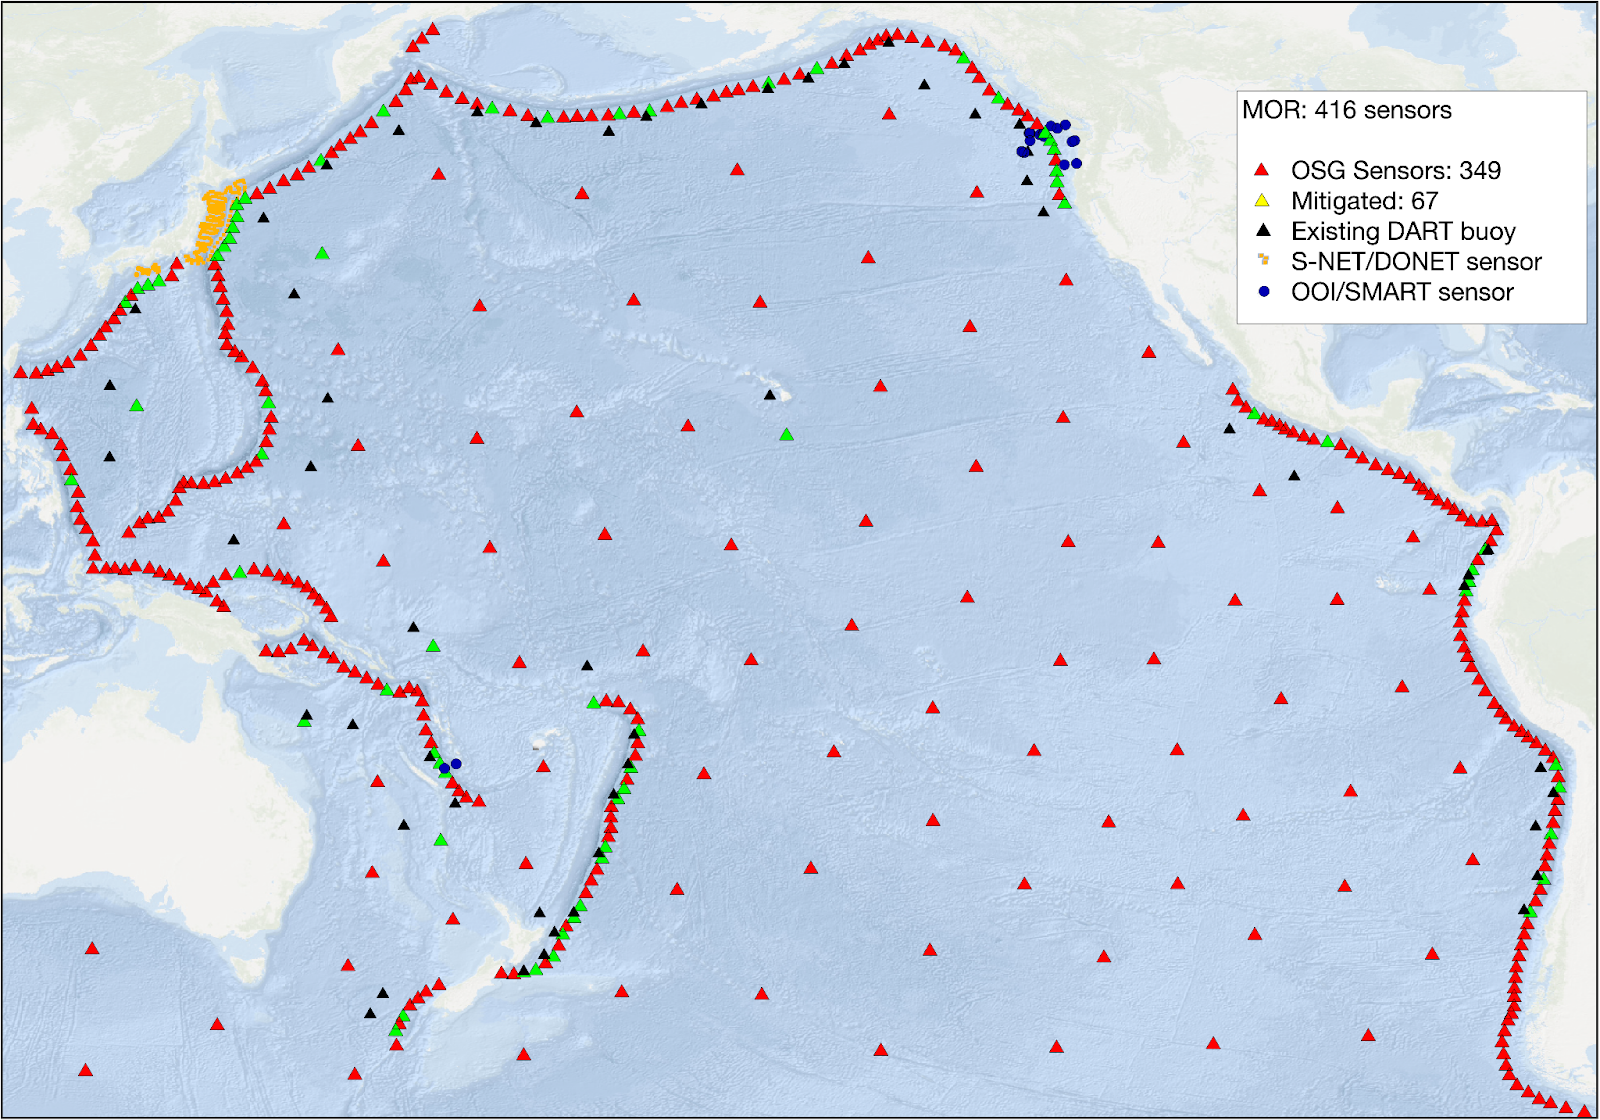 MOR: 416 sensors
OSG Sensors: 349
Mitigated: 67
Existing DART buoy
S-NET/DONET sensor
OOI/SMART sensor